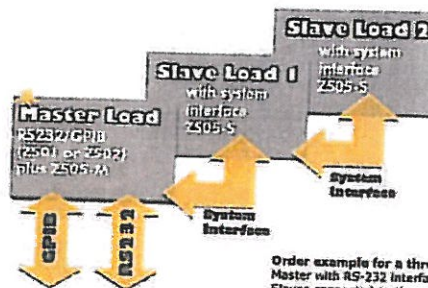 Slave Load 2
with system
interface
Z505-S
Slave Load 1
with system
interface
Z505-S
Master Load
RS232/GPIB
(Z501 or Z502)
plus Z505-M
System
Interface
System
Interface
GPIB
RS232
Order example for a thre
Master with RS-232 interfa